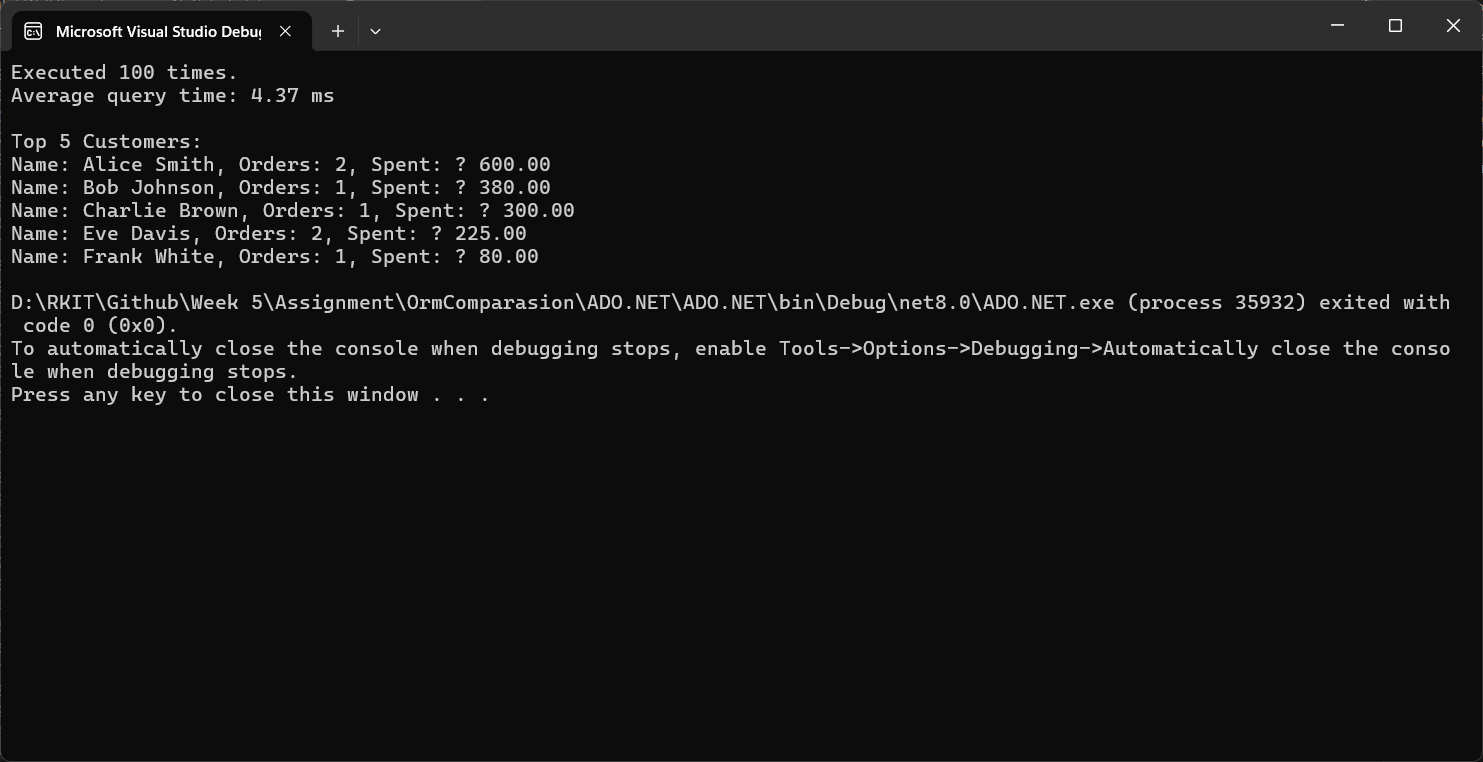 Microsoft Visual Studio Debug
Executed 100 times.
Average query time: 4.37 ms
Top 5 Customers:
Name: Alice Smith, Orders: 2, Spent: ? 600.00
Name: Bob Johnson, Orders: 1, Spent: ? 380.00
Name: Charlie Brown, Orders: 1, Spent: ? 300.00
Name: Eve Davis, Orders: 2, Spent: ? 225.00
Name: Frank White, Orders: 1, Spent: ? 80.00
D:\RKIT\Github\Week 5\Assignment\OrmComparasion\ADO.NET\ADO.NET\bin\Debug\net8.0\ADO.NET.exe (process 35932) exited with
code 0 (0x0).
To automatically close the console when debugging stops, enable Tools->Options->Debugging->Automatically close the conso
le when debugging stops.
Press any key to close this window . . .